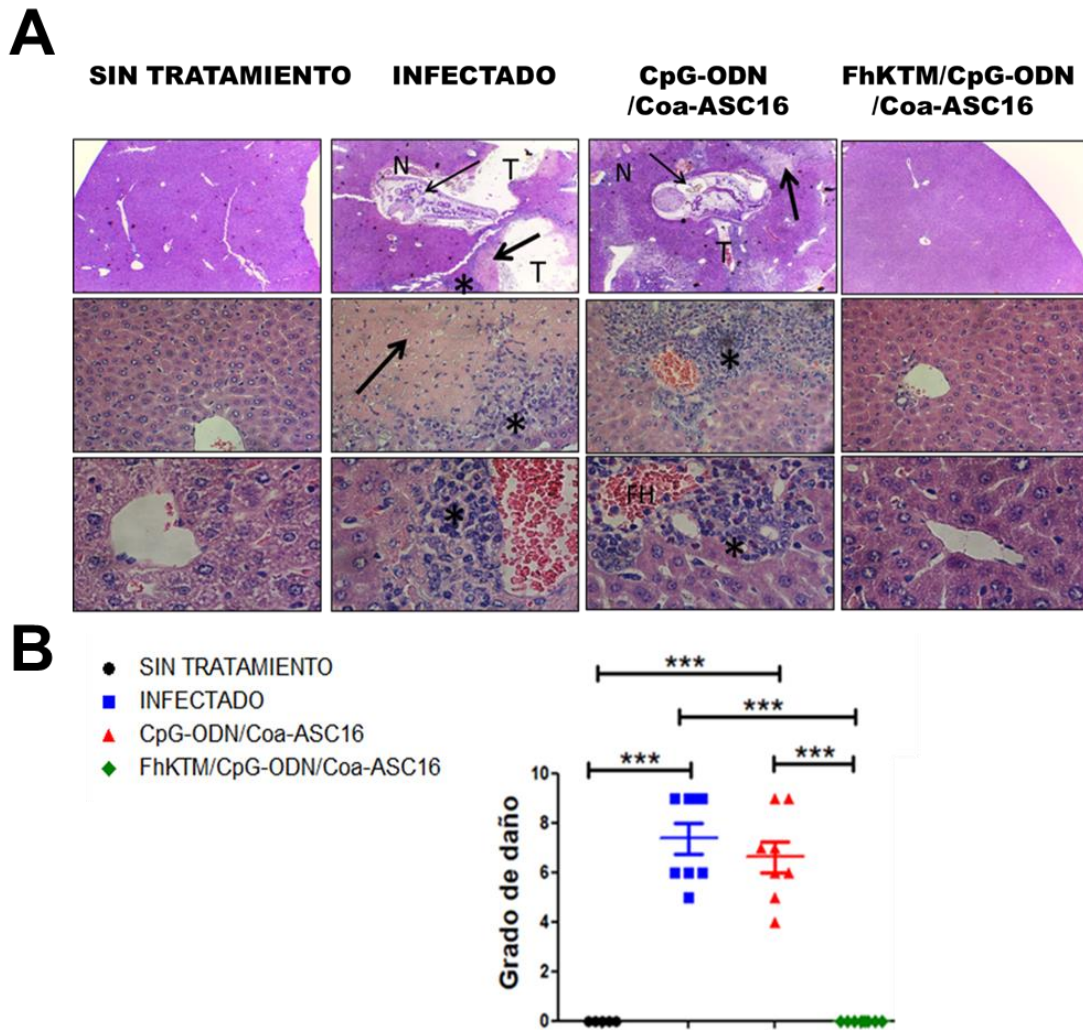 A
SIN TRATAMIENTO
INFECTADO
CpG-ODN
/Coa-ASC16
FhKTM/CpG-ODN
/Coa-ASC16
N
T
T
*
N
T
*
*
*
FH
*
B
SIN TRATAMIENTO
INFECTADO
CpG-ODN/Coa-ASC16
FhKTM/CpG-ODN/Coa-ASC16
***
***
***
***
Grado de daño
10
8
6
4
2
0